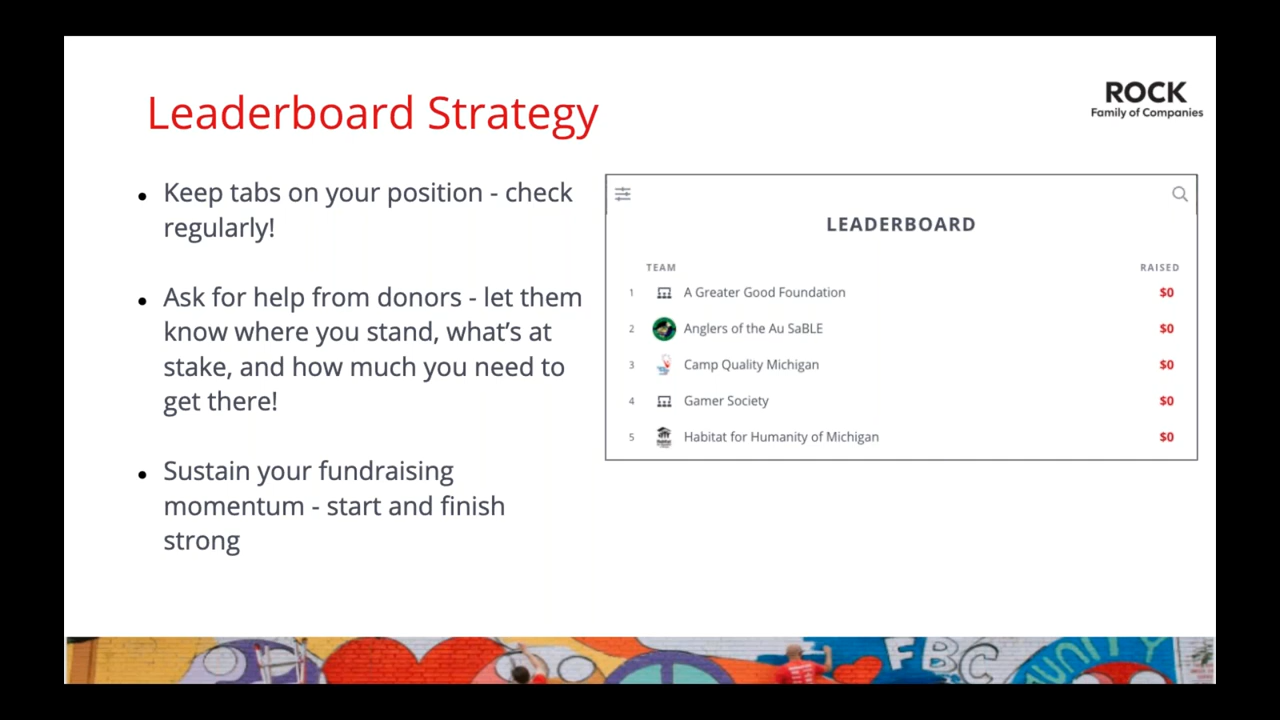 Leaderboard Strategy
ROCK
Family of Companies
• Keep tabs on your position - check
regularly!
• Ask for help from donors - let them
know where you stand, what's at
stake, and how much you need to
get there!
• Sustain your fundraising
momentum - start and finish
strong
LEADERBOARD
TEAM RAISED
1 A Greater Good Foundation $0
2 Anglers of the Au SaBLE $0
3 Camp Quality Michigan $0
4 Gamer Society $0
5 Habitat for Humanity of Michigan $0
FBC